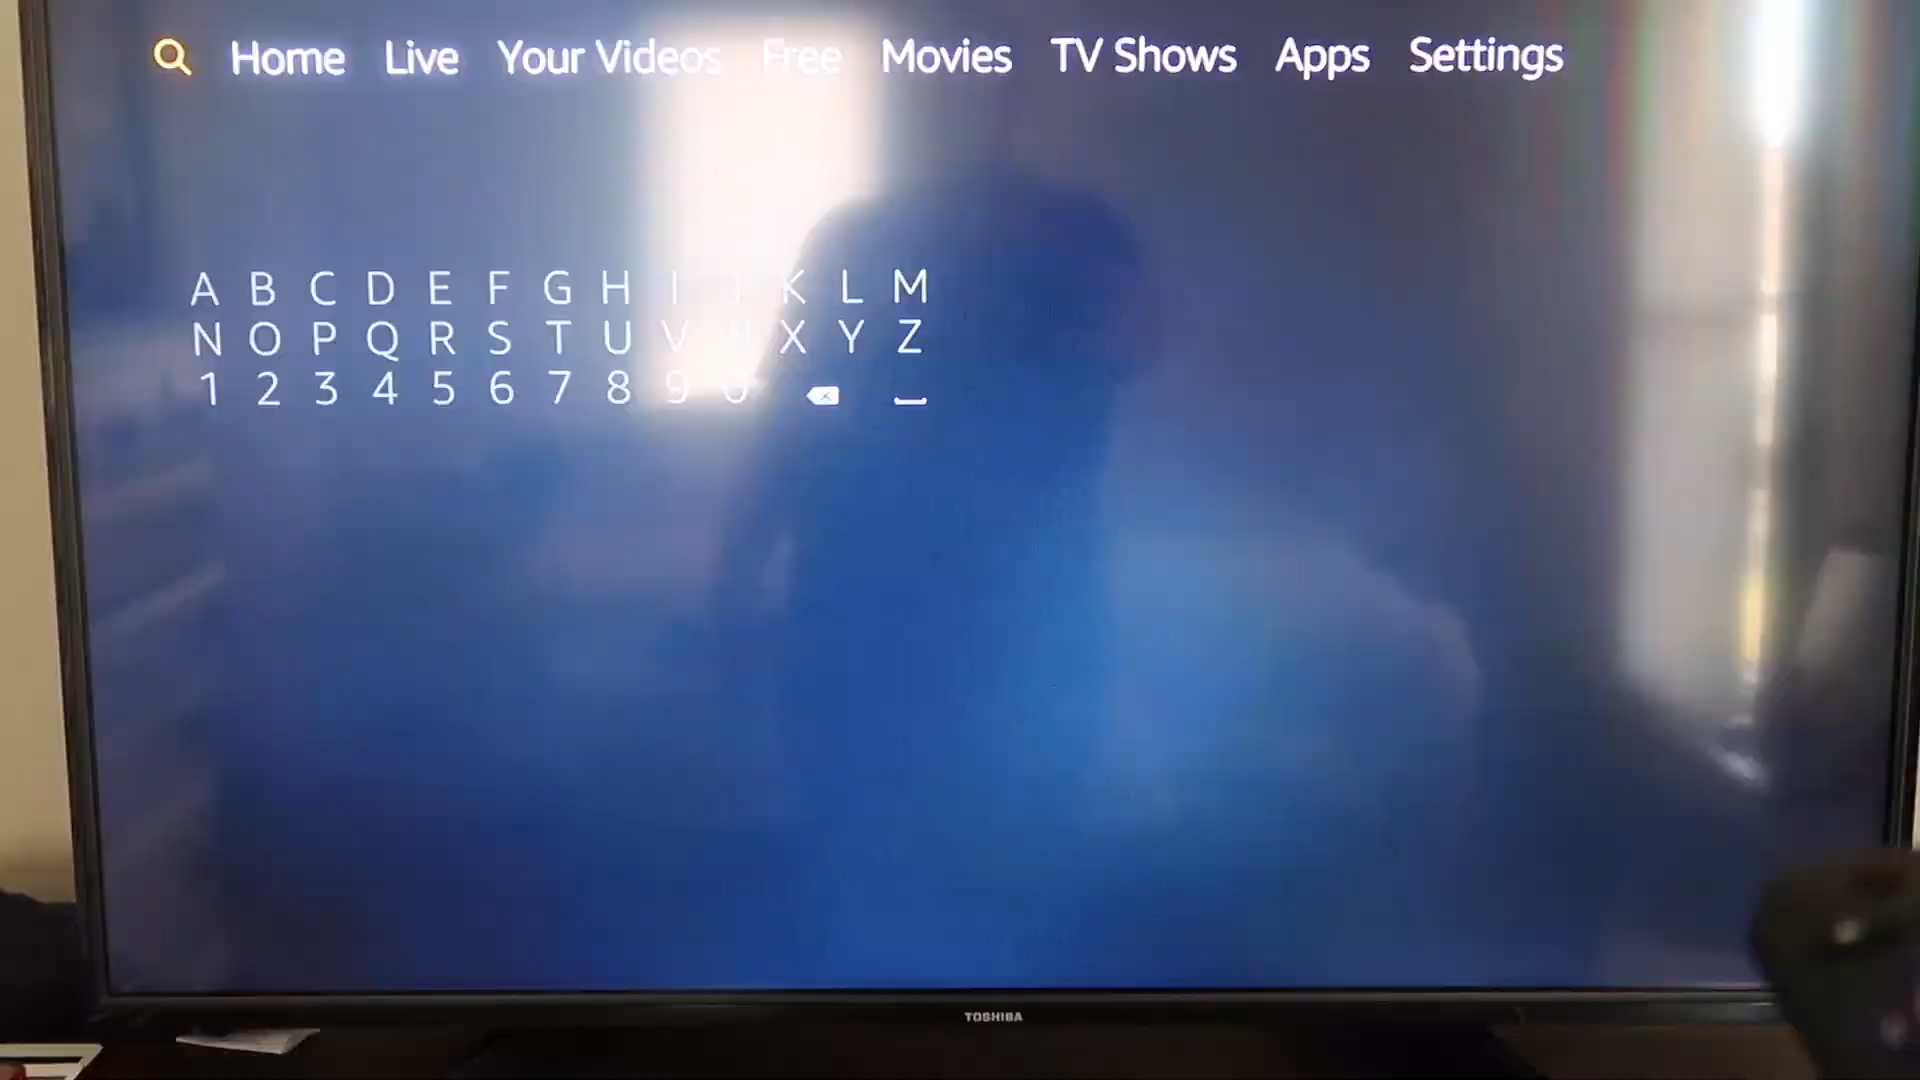 Home Live Your Videos Free Movies TV Shows Apps Settings
A B C D E F G H I J K L M
N O P Q R S T U V W X Y Z
1 2 3 4 5 6 7 8 9 0
TOSHIBA